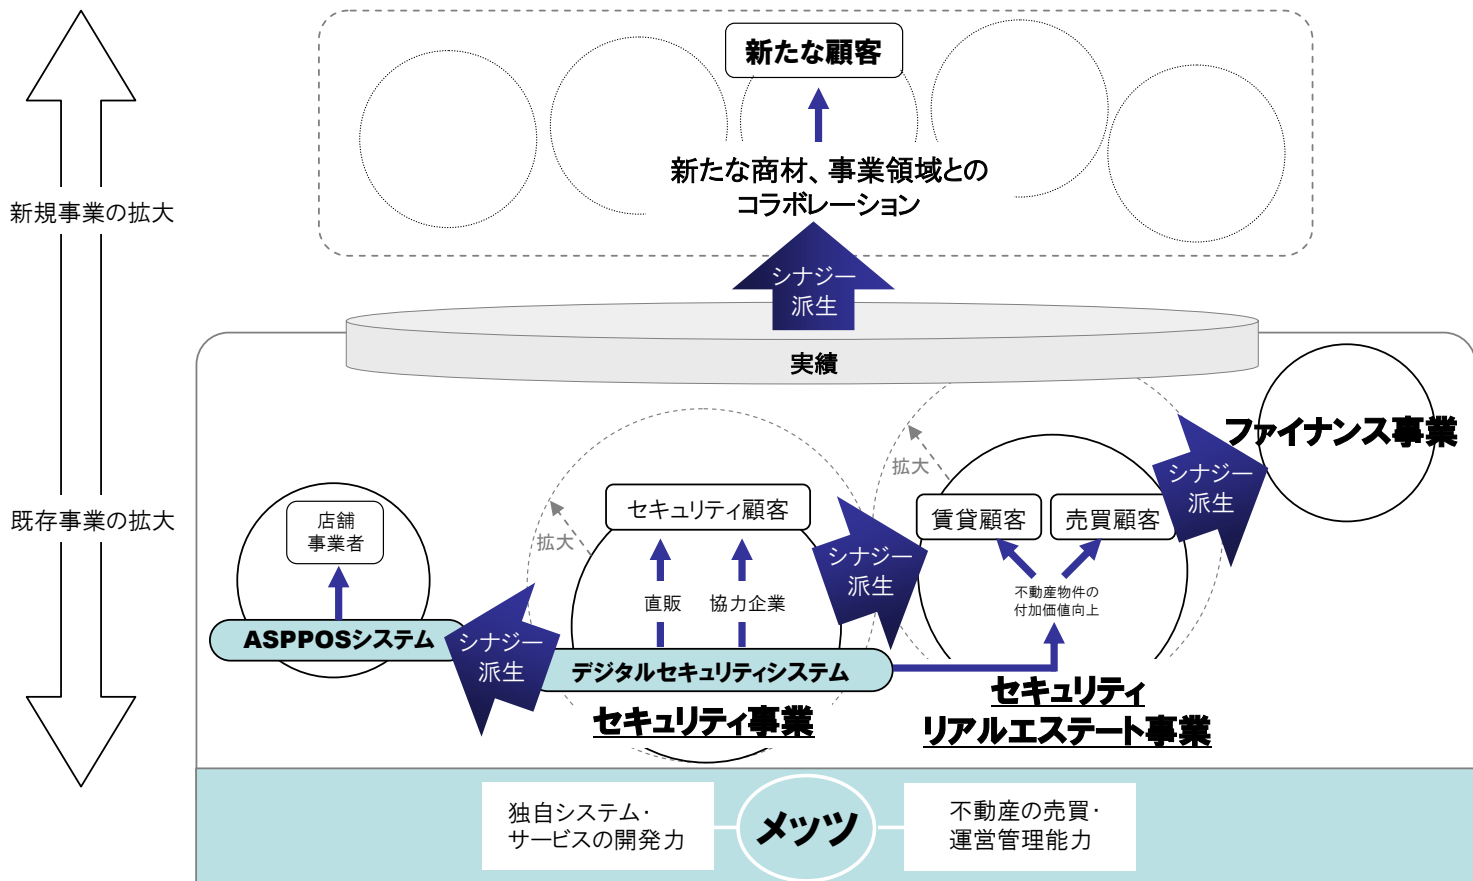 新たな顧客
新たな商材、事業領域との
コラボレーション
新規事業の拡大
シナジー
派生
実績
ファイナンス事業
拡大
シナジー
派生
セキュリティ顧客
賃貸顧客
売買顧客
既存事業の拡大
店舗
事業者
拡大
シナジー
派生
直販
協力企業
不動産物件の
付加価値向上
ASPPOSシステム
シナジー
派生
デジタルセキュリティシステム
セキュリティ事業
セキュリティ
リアルエステート事業
独自システム・
サービスの開発力
メッツ
不動産の売買・
運営管理能力